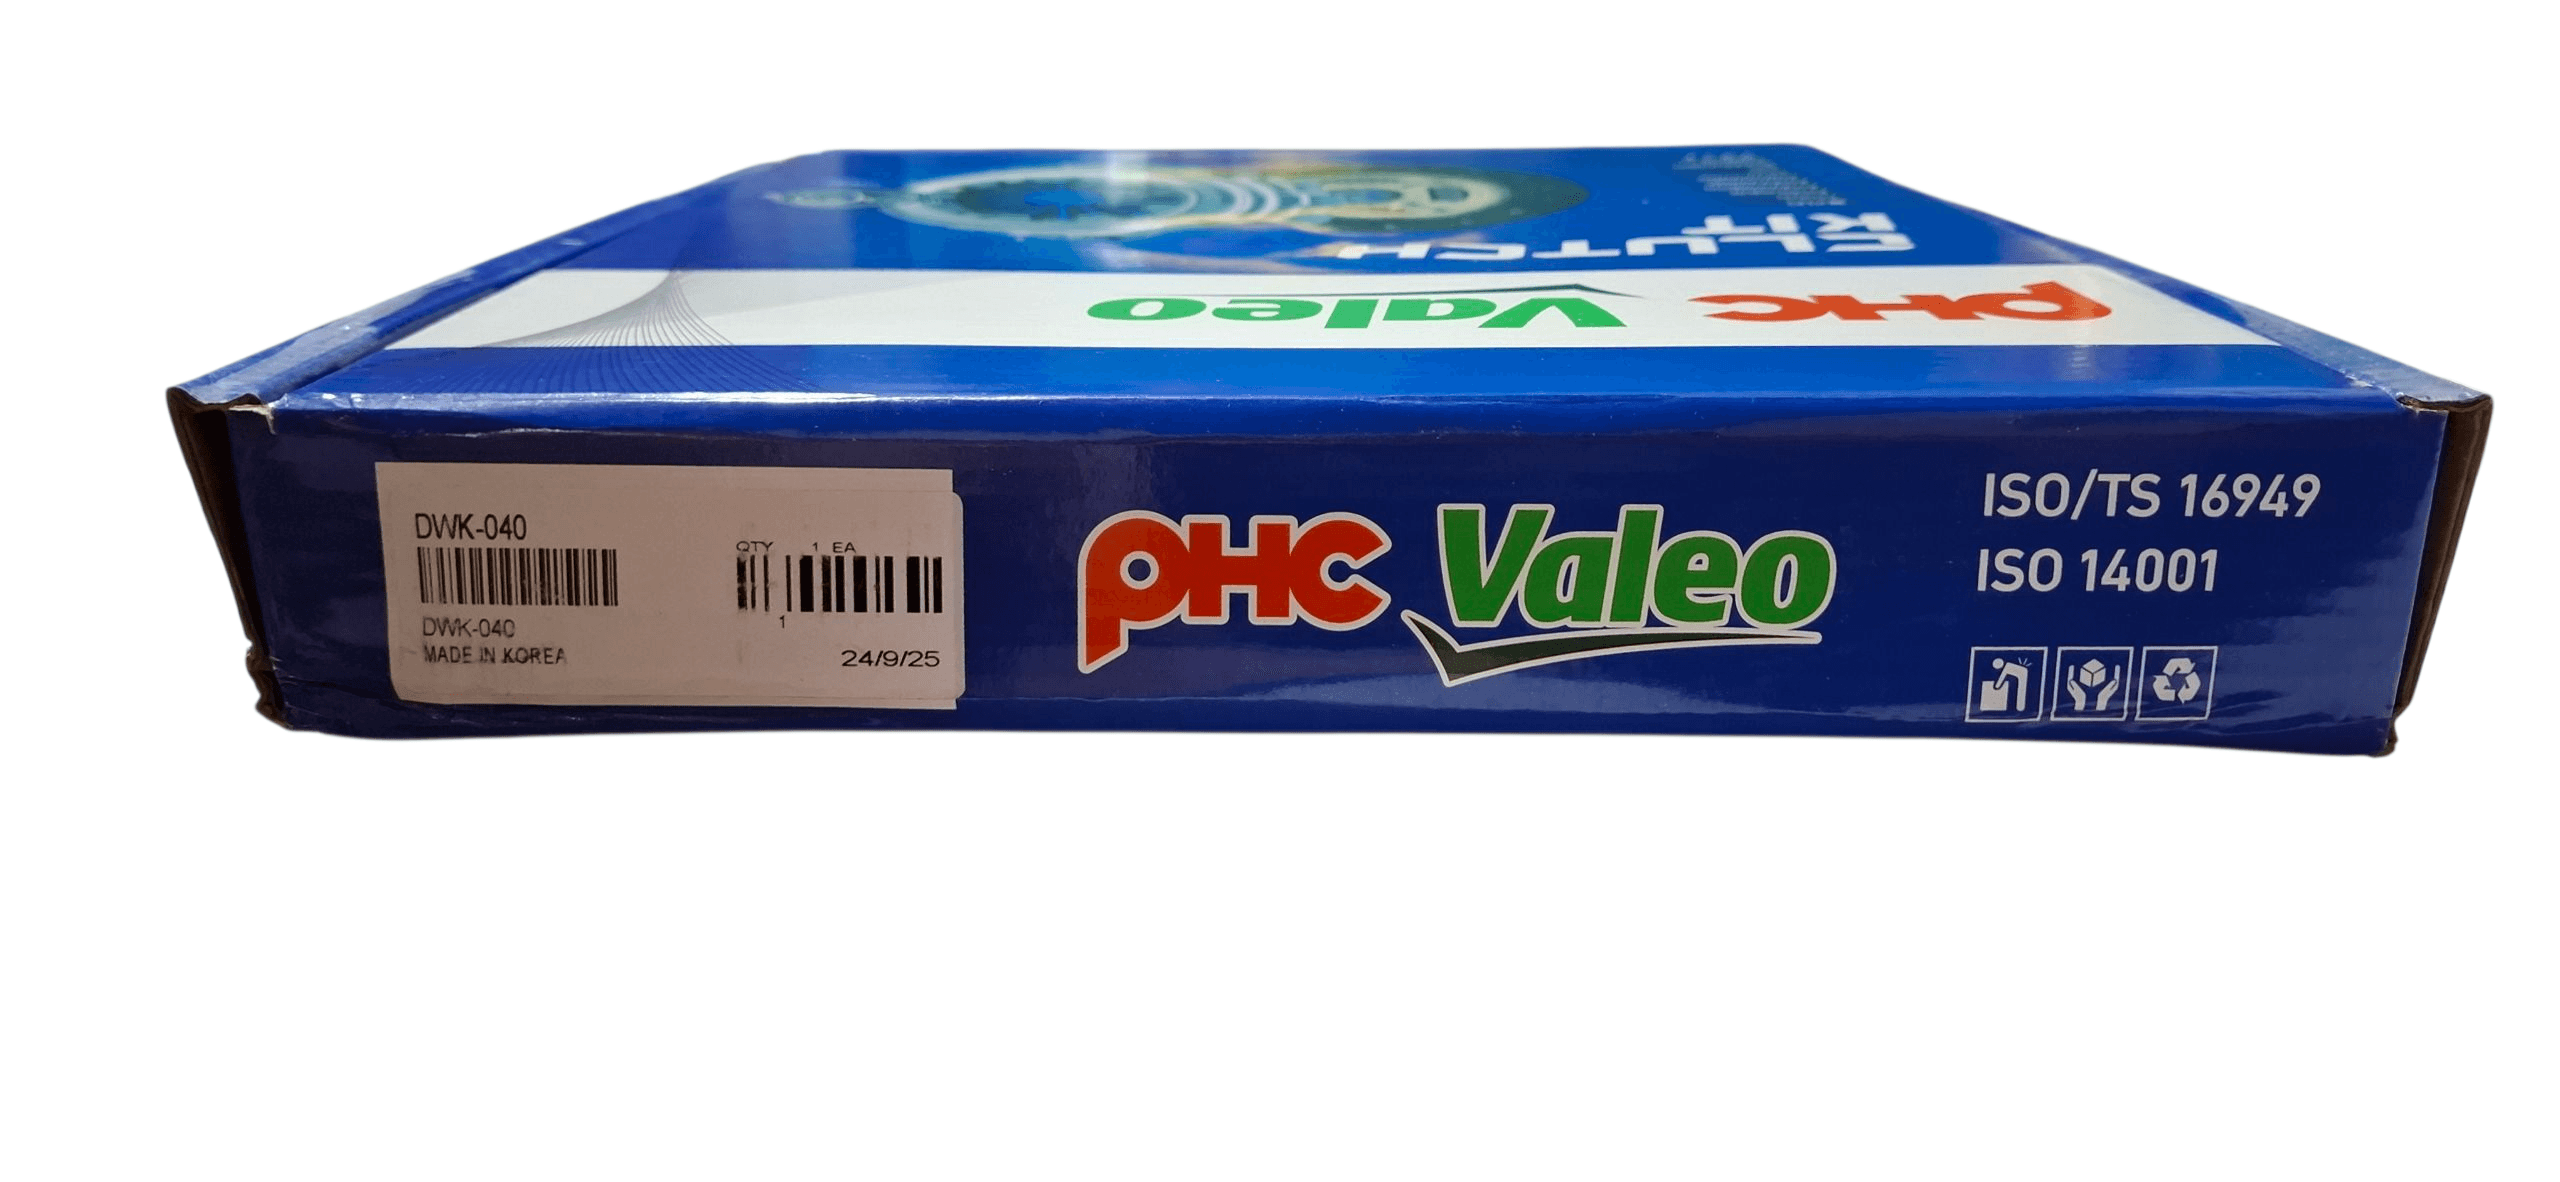 CLUTCH
KIT
PHC Valeo
DWK-040
QTY 1 EA
1
DWK-040
MADE IN KOREA
24/9/25
PHC Valeo
ISO/TS 16949
ISO 14001